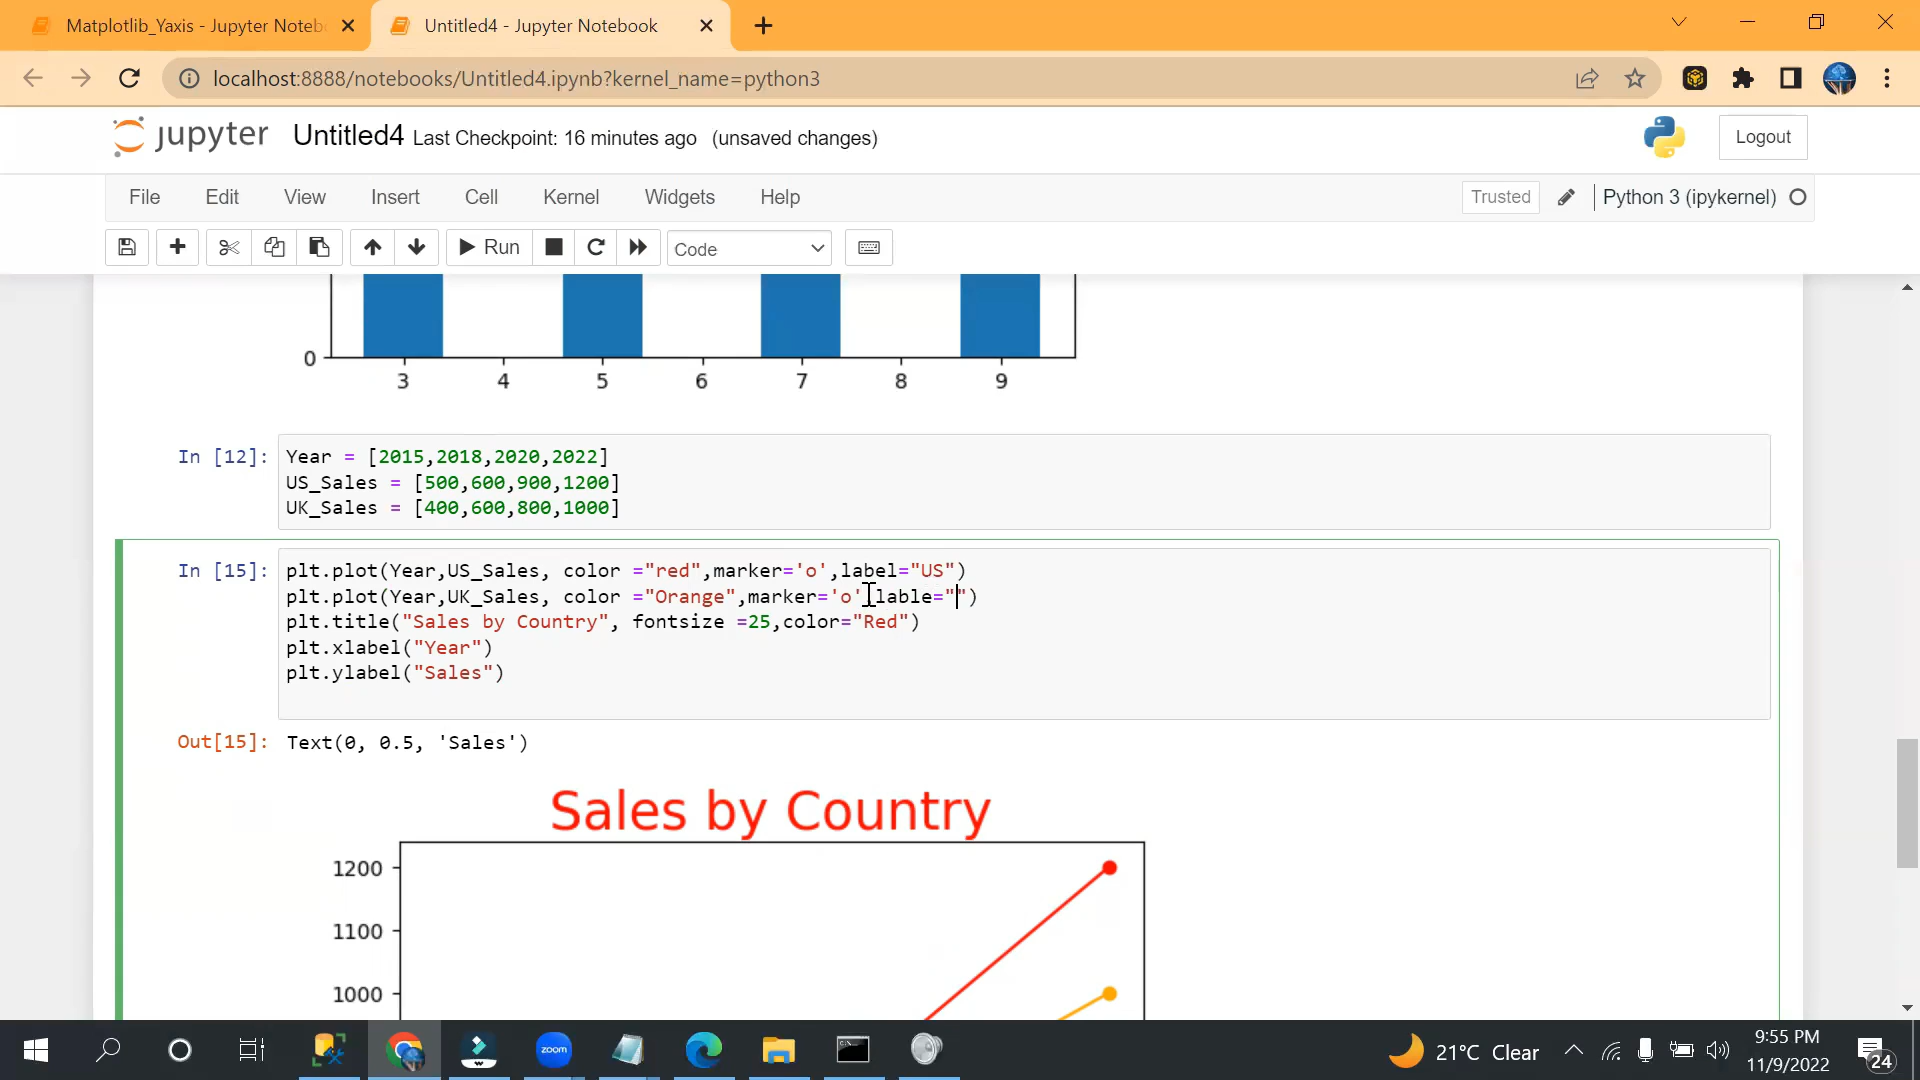 Matplotlib_Yaxis - Jupyter Noteb
Untitled4 - Jupyter Notebook
localhost:8888/notebooks/Untitled4.ipynb?kernel_name=python3
jupyter Untitled4 Last Checkpoint: 16 minutes ago (unsaved changes)
Logout
File Edit View Insert Cell Kernel Widgets Help
Trusted Python 3 (ipykernel)
Run Code
0
3 4 5 6 7 8 9
In [12]: Year = [2015,2018,2020,2022]
US_Sales = [500,600,900,1200]
UK_Sales = [400,600,800,1000]
In [15]: plt.plot(Year,US_Sales, color ="red",marker='o',label="US")
plt.plot(Year,UK_Sales, color ="Orange",marker='o',lable="")
plt.title("Sales by Country", fontsize =25,color="Red")
plt.xlabel("Year")
plt.ylabel("Sales")
Out[15]: Text(0, 0.5, 'Sales')
Sales by Country
1200
1100
1000
zoom
21°C Clear
9:55 PM
11/9/2022
24